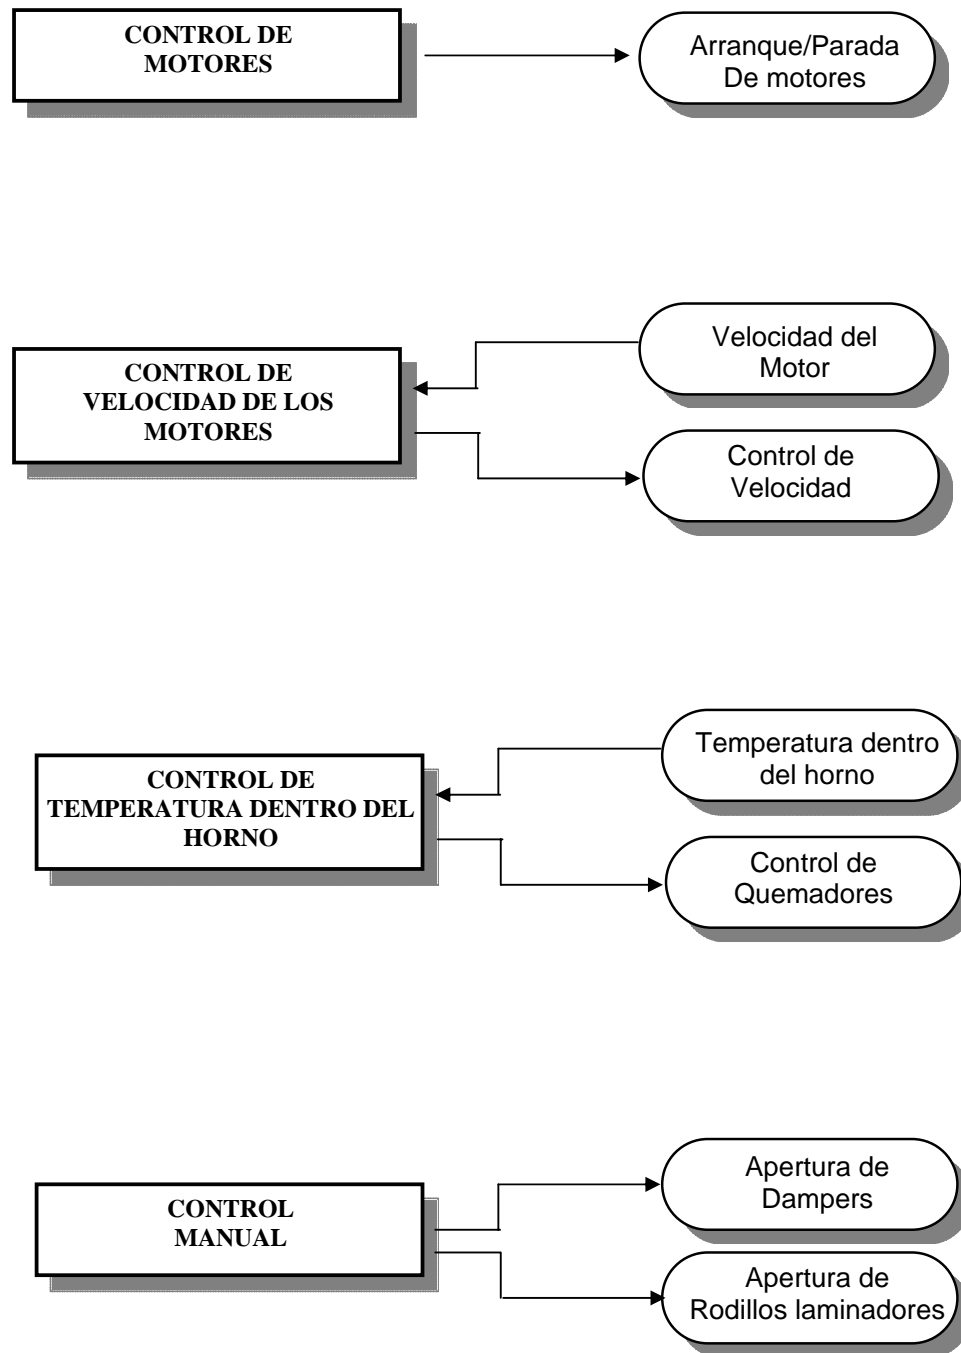 CONTROL DE
MOTORES
Arranque/Parada
De motores
CONTROL DE
VELOCIDAD DE LOS
MOTORES
Velocidad del
Motor
Control de
Velocidad
CONTROL DE
TEMPERATURA DENTRO DEL
HORNO
Temperatura dentro
del horno
Control de
Quemadores
CONTROL
MANUAL
Apertura de
Dampers
Apertura de
Rodillos laminadores